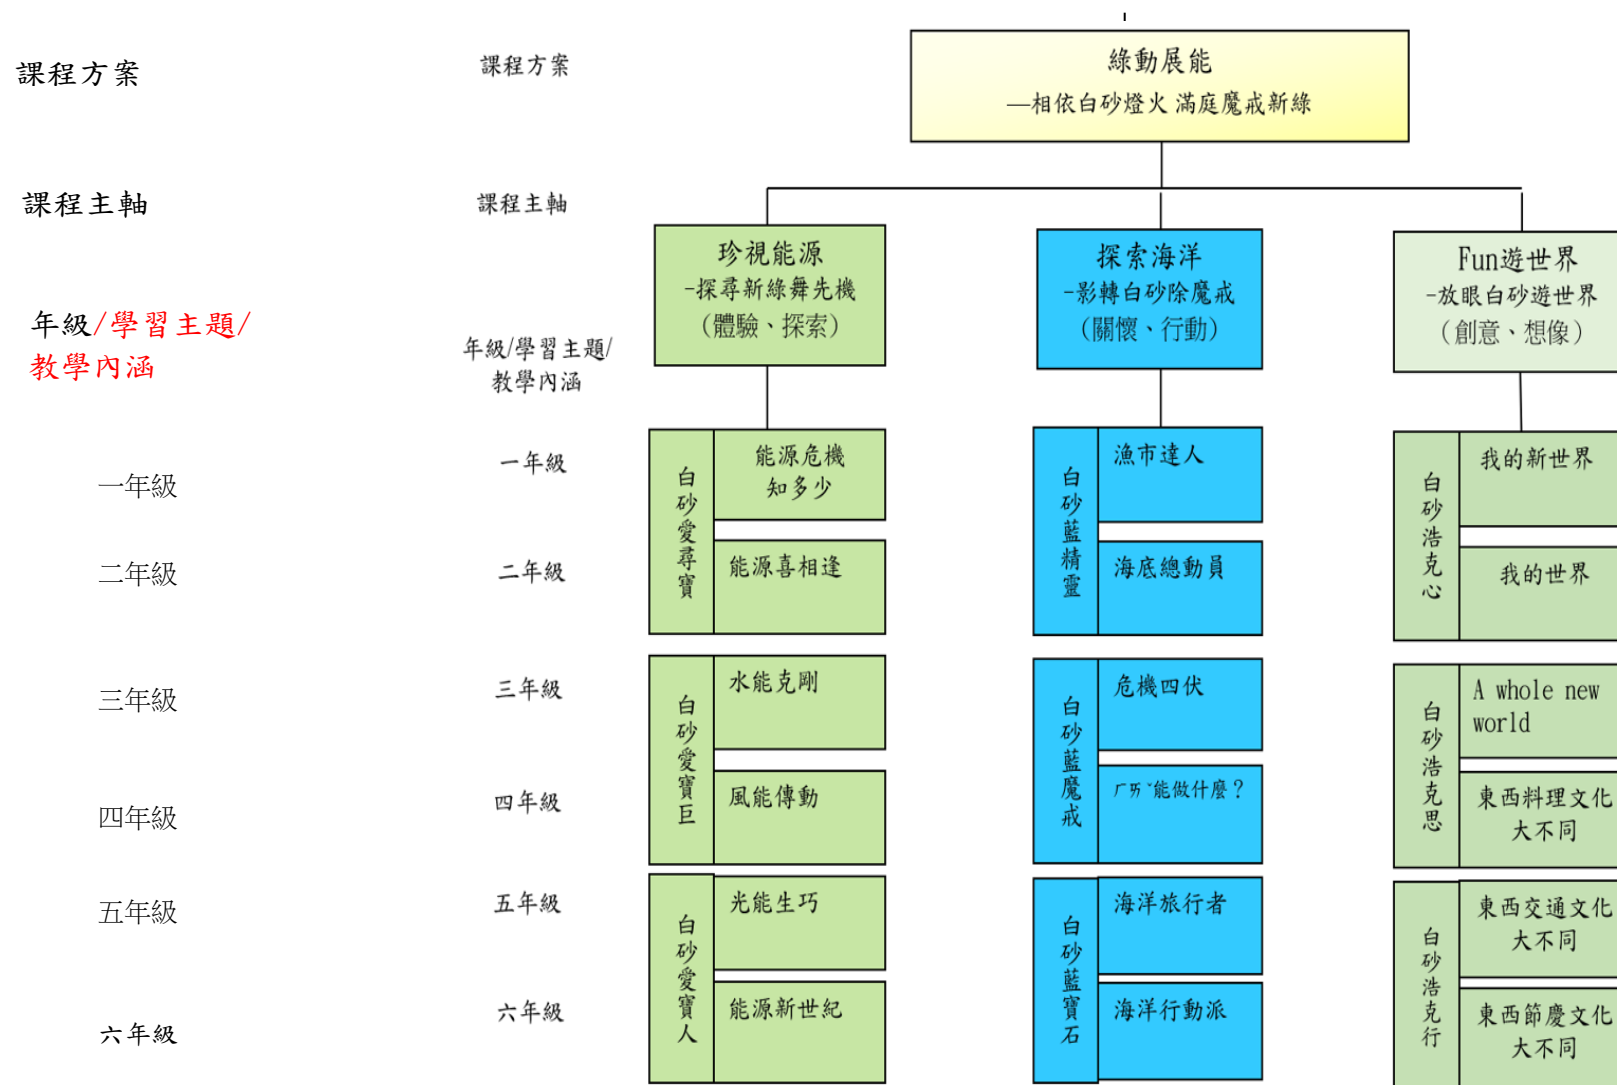 課程方案
課程方案
綠動展能
—相依白砂燈火 滿庭魔戒新綠
課程主軸
課程主軸
珍視能源
-探尋新綠舞先機
(體驗、探索)
探索海洋
-影轉白砂除魔戒
(關懷、行動)
Fun遊世界
-放眼白砂遊世界
(創意、想像)
年級/學習主題/
教學內涵
年級/學習主題/
教學內涵
一年級
二年級
三年級
四年級
五年級
六年級
一年級
二年級
三年級
四年級
五年級
六年級
白砂愛尋寶
能源危機
知多少
能源喜相逢
白砂愛寶巨
水能克剛
風能傳動
白砂愛寶人
光能生巧
能源新世紀
白砂藍精靈
漁市達人
海底總動員
白砂藍魔戒
危機四伏
ㄏㄞˇ能做什麼?
白砂藍寶石
海洋旅行者
海洋行動派
白砂浩克心
我的新世界
我的世界
白砂浩克思
A whole new
world
東西料理文化
大不同
白砂浩克行
東西交通文化
大不同
東西節慶文化
大不同